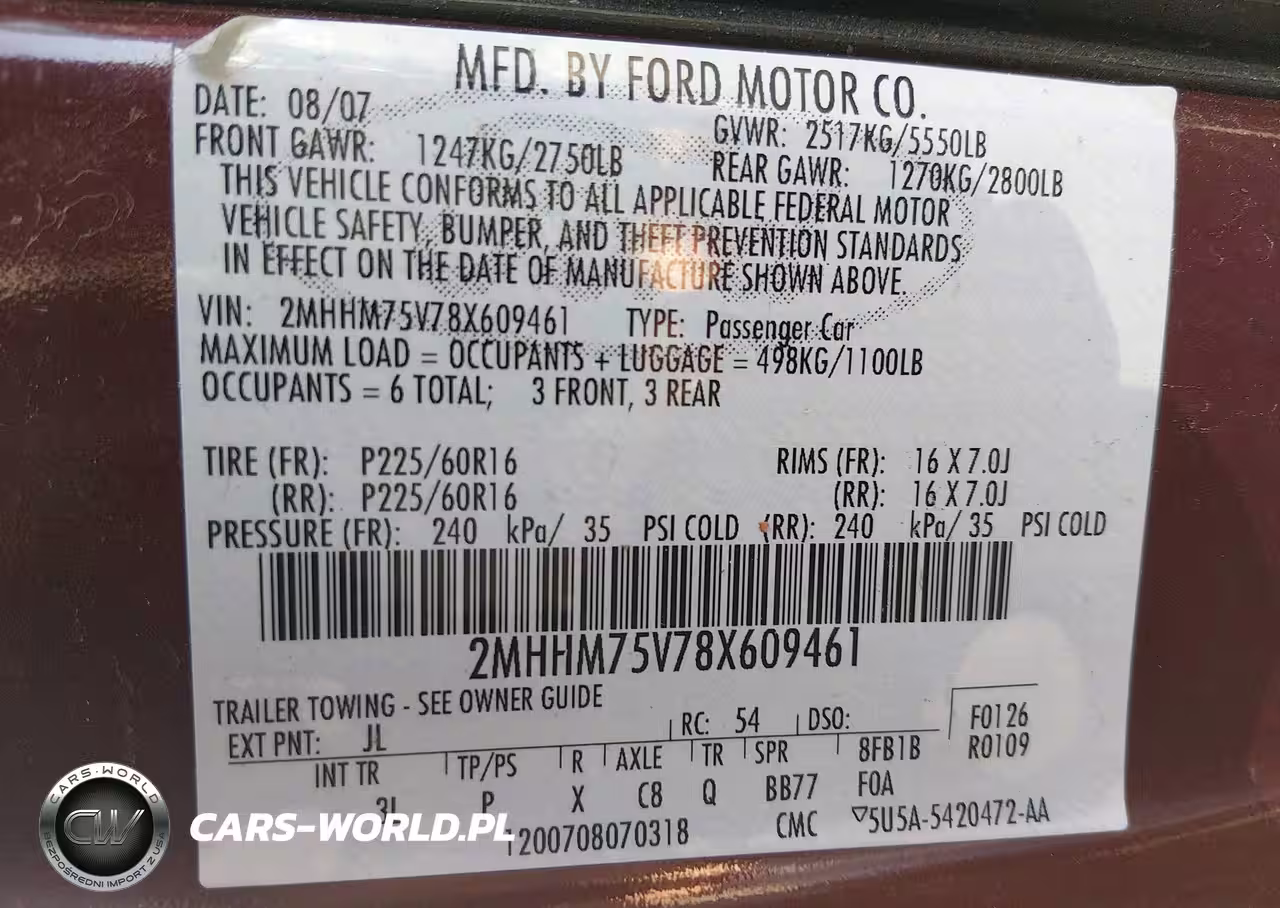 MFD. BY FORD MOTOR CO.
DATE: 08/07
GVWR: 2517KG/5550LB
FRONT GAWR: 1247KG/2750LB
REAR GAWR: 1270KG/2800LB
THIS VEHICLE CONFORMS TO ALL APPLICABLE FEDERAL MOTOR
VEHICLE SAFETY, BUMPER, AND THEFT PREVENTION STANDARDS
IN EFFECT ON THE DATE OF MANUFACTURE SHOWN ABOVE.
VIN: 2MHHM75V78X609461 TYPE: Passenger Car
MAXIMUM LOAD = OCCUPANTS + LUGGAGE = 498KG/1100LB
OCCUPANTS = 6 TOTAL; 3 FRONT, 3 REAR
TIRE (FR): P225/60R16 RIMS (FR): 16 X 7.0J
(RR): P225/60R16 (RR): 16 X 7.0J
PRESSURE (FR): 240 kPa/ 35 PSI COLD (RR): 240 kPa/ 35 PSI COLD
2MHHM75V78X609461
TRAILER TOWING - SEE OWNER GUIDE
EXT PNT: JL RC: 54 DSO: F0126
R0109
INT TR TP/PS R AXLE TR SPR 8FB1B
P X C8 Q BB77 F0A
1200708070318 CMC 5U5A-5420472-AA
CARS-WORLD
CW
BEZPOŚREDNI IMPORT Z USA
CARS-WORLD.PL